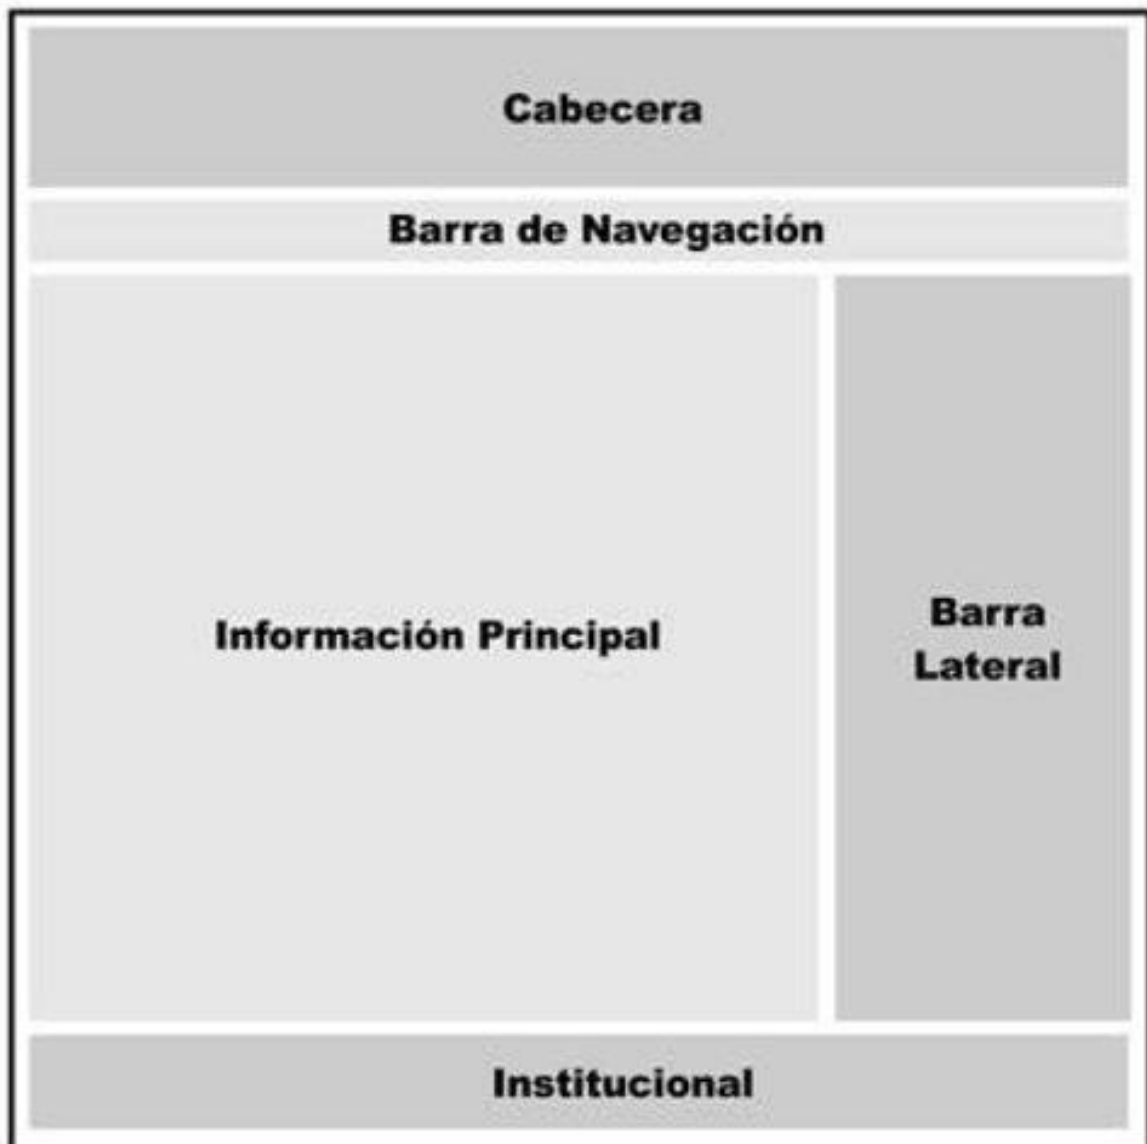 Cabecera
Barra de Navegación
Información Principal
Barra
Lateral
Institucional